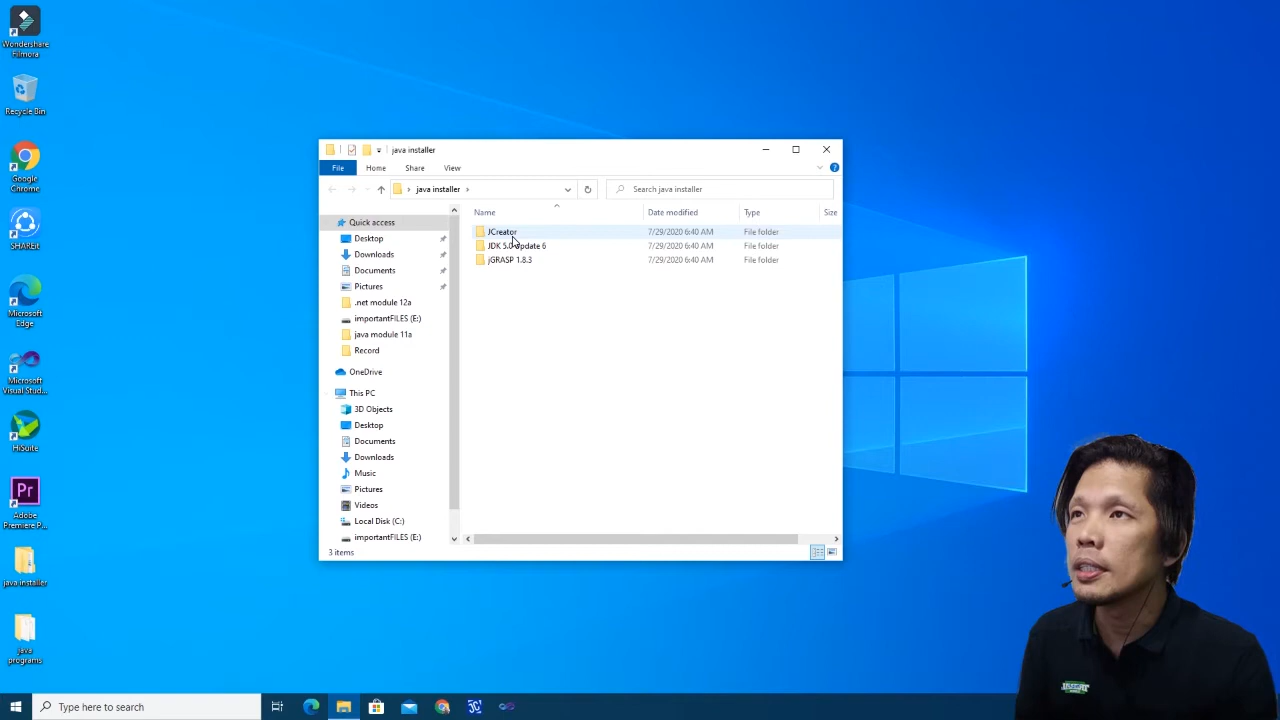 Wondershare
Filmora
Recycle Bin
Google
Chrome
SHAREit
Microsoft
Edge
Microsoft
Visual Stud...
HiSuite
Pr
Adobe
Premiere P...
java installer
java
programs
java installer
File
Home
Share
View
java installer
Search java installer
Name
Date modified
Type
Size
Quick access
Desktop
Downloads
Documents
Pictures
.net module 12a
importantFILES (E:)
java module 11a
Record
OneDrive
This PC
3D Objects
Desktop
Documents
Downloads
Music
Pictures
Videos
Local Disk (C:)
importantFILES (E:)
JCreator 7/29/2020 6:40 AM File folder
JDK 5.0 Update 6 7/29/2020 6:40 AM File folder
jGRASP 1.8.3 7/29/2020 6:40 AM File folder
3 items
Type here to search
JC